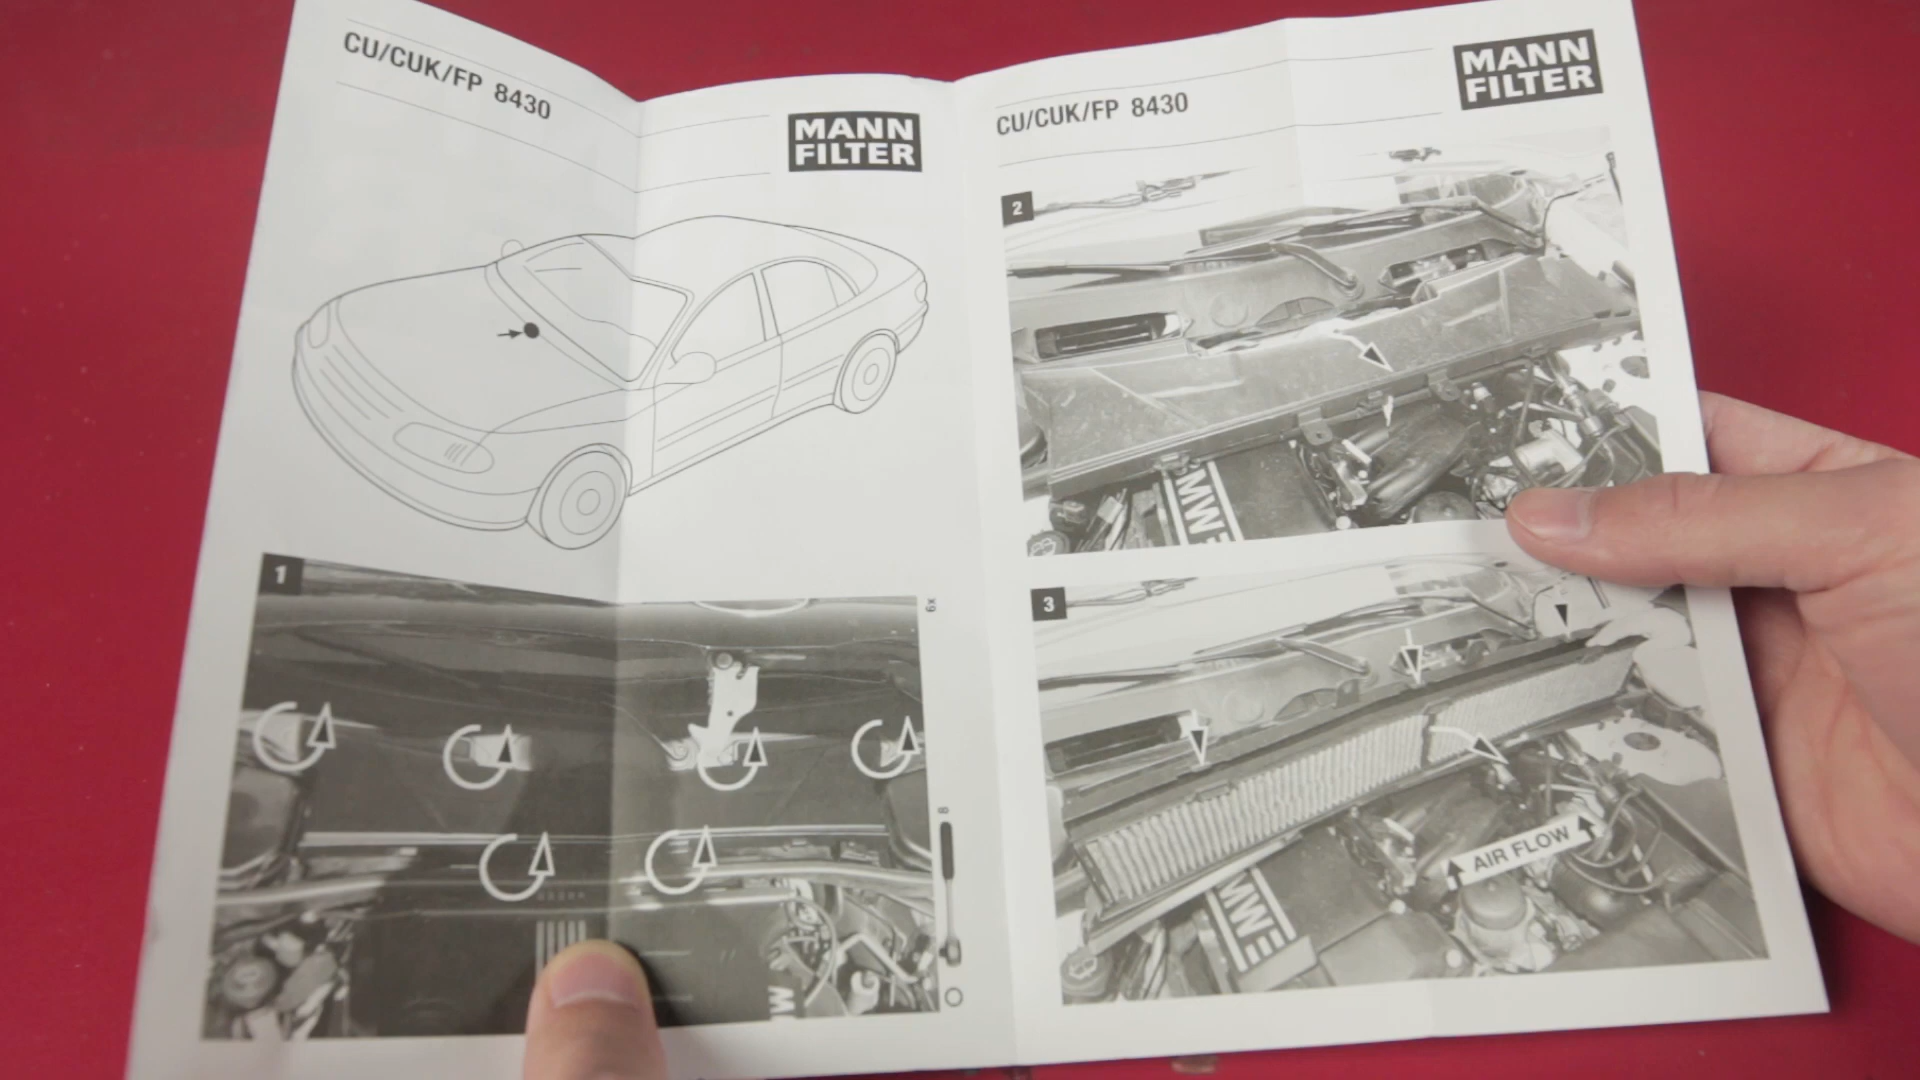 CU/CUK/FP 8430
MANN
FILTER
1
6x
8
CU/CUK/FP 8430
MANN
FILTER
2
3
AIR FLOW